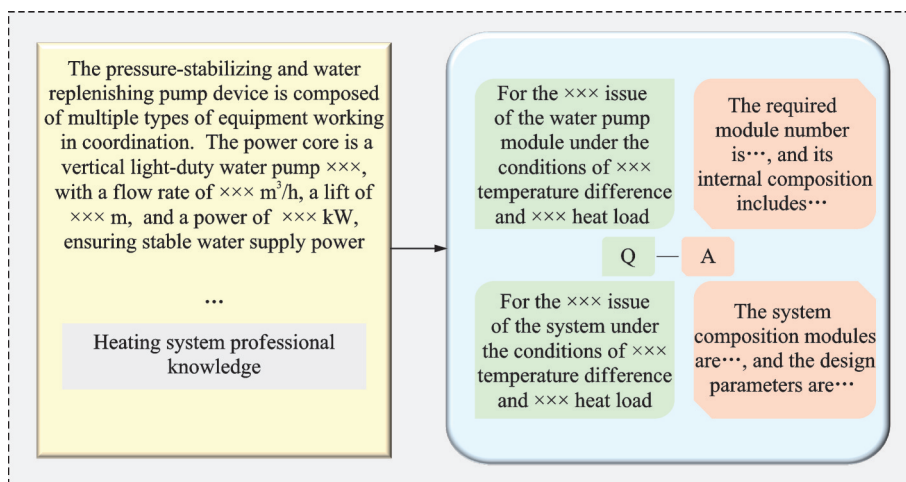 The pressure-stabilizing and water
replenishing pump device is composed
of multiple types of equipment working
in coordination. The power core is a
vertical light-duty water pump ×××,
with a flow rate of ××× m³/h, a lift of
××× m, and a power of ××× kW,
ensuring stable water supply power
…
Heating system professional
knowledge
For the ××× issue
of the water pump
module under the
conditions of ×××
temperature difference
and ××× heat load
The required
module number
is…, and its
internal composition
includes…
Q — A
For the ××× issue
of the system under
the conditions of ×××
temperature difference
and ××× heat load
The system
composition modules
are…, and the design
parameters are…